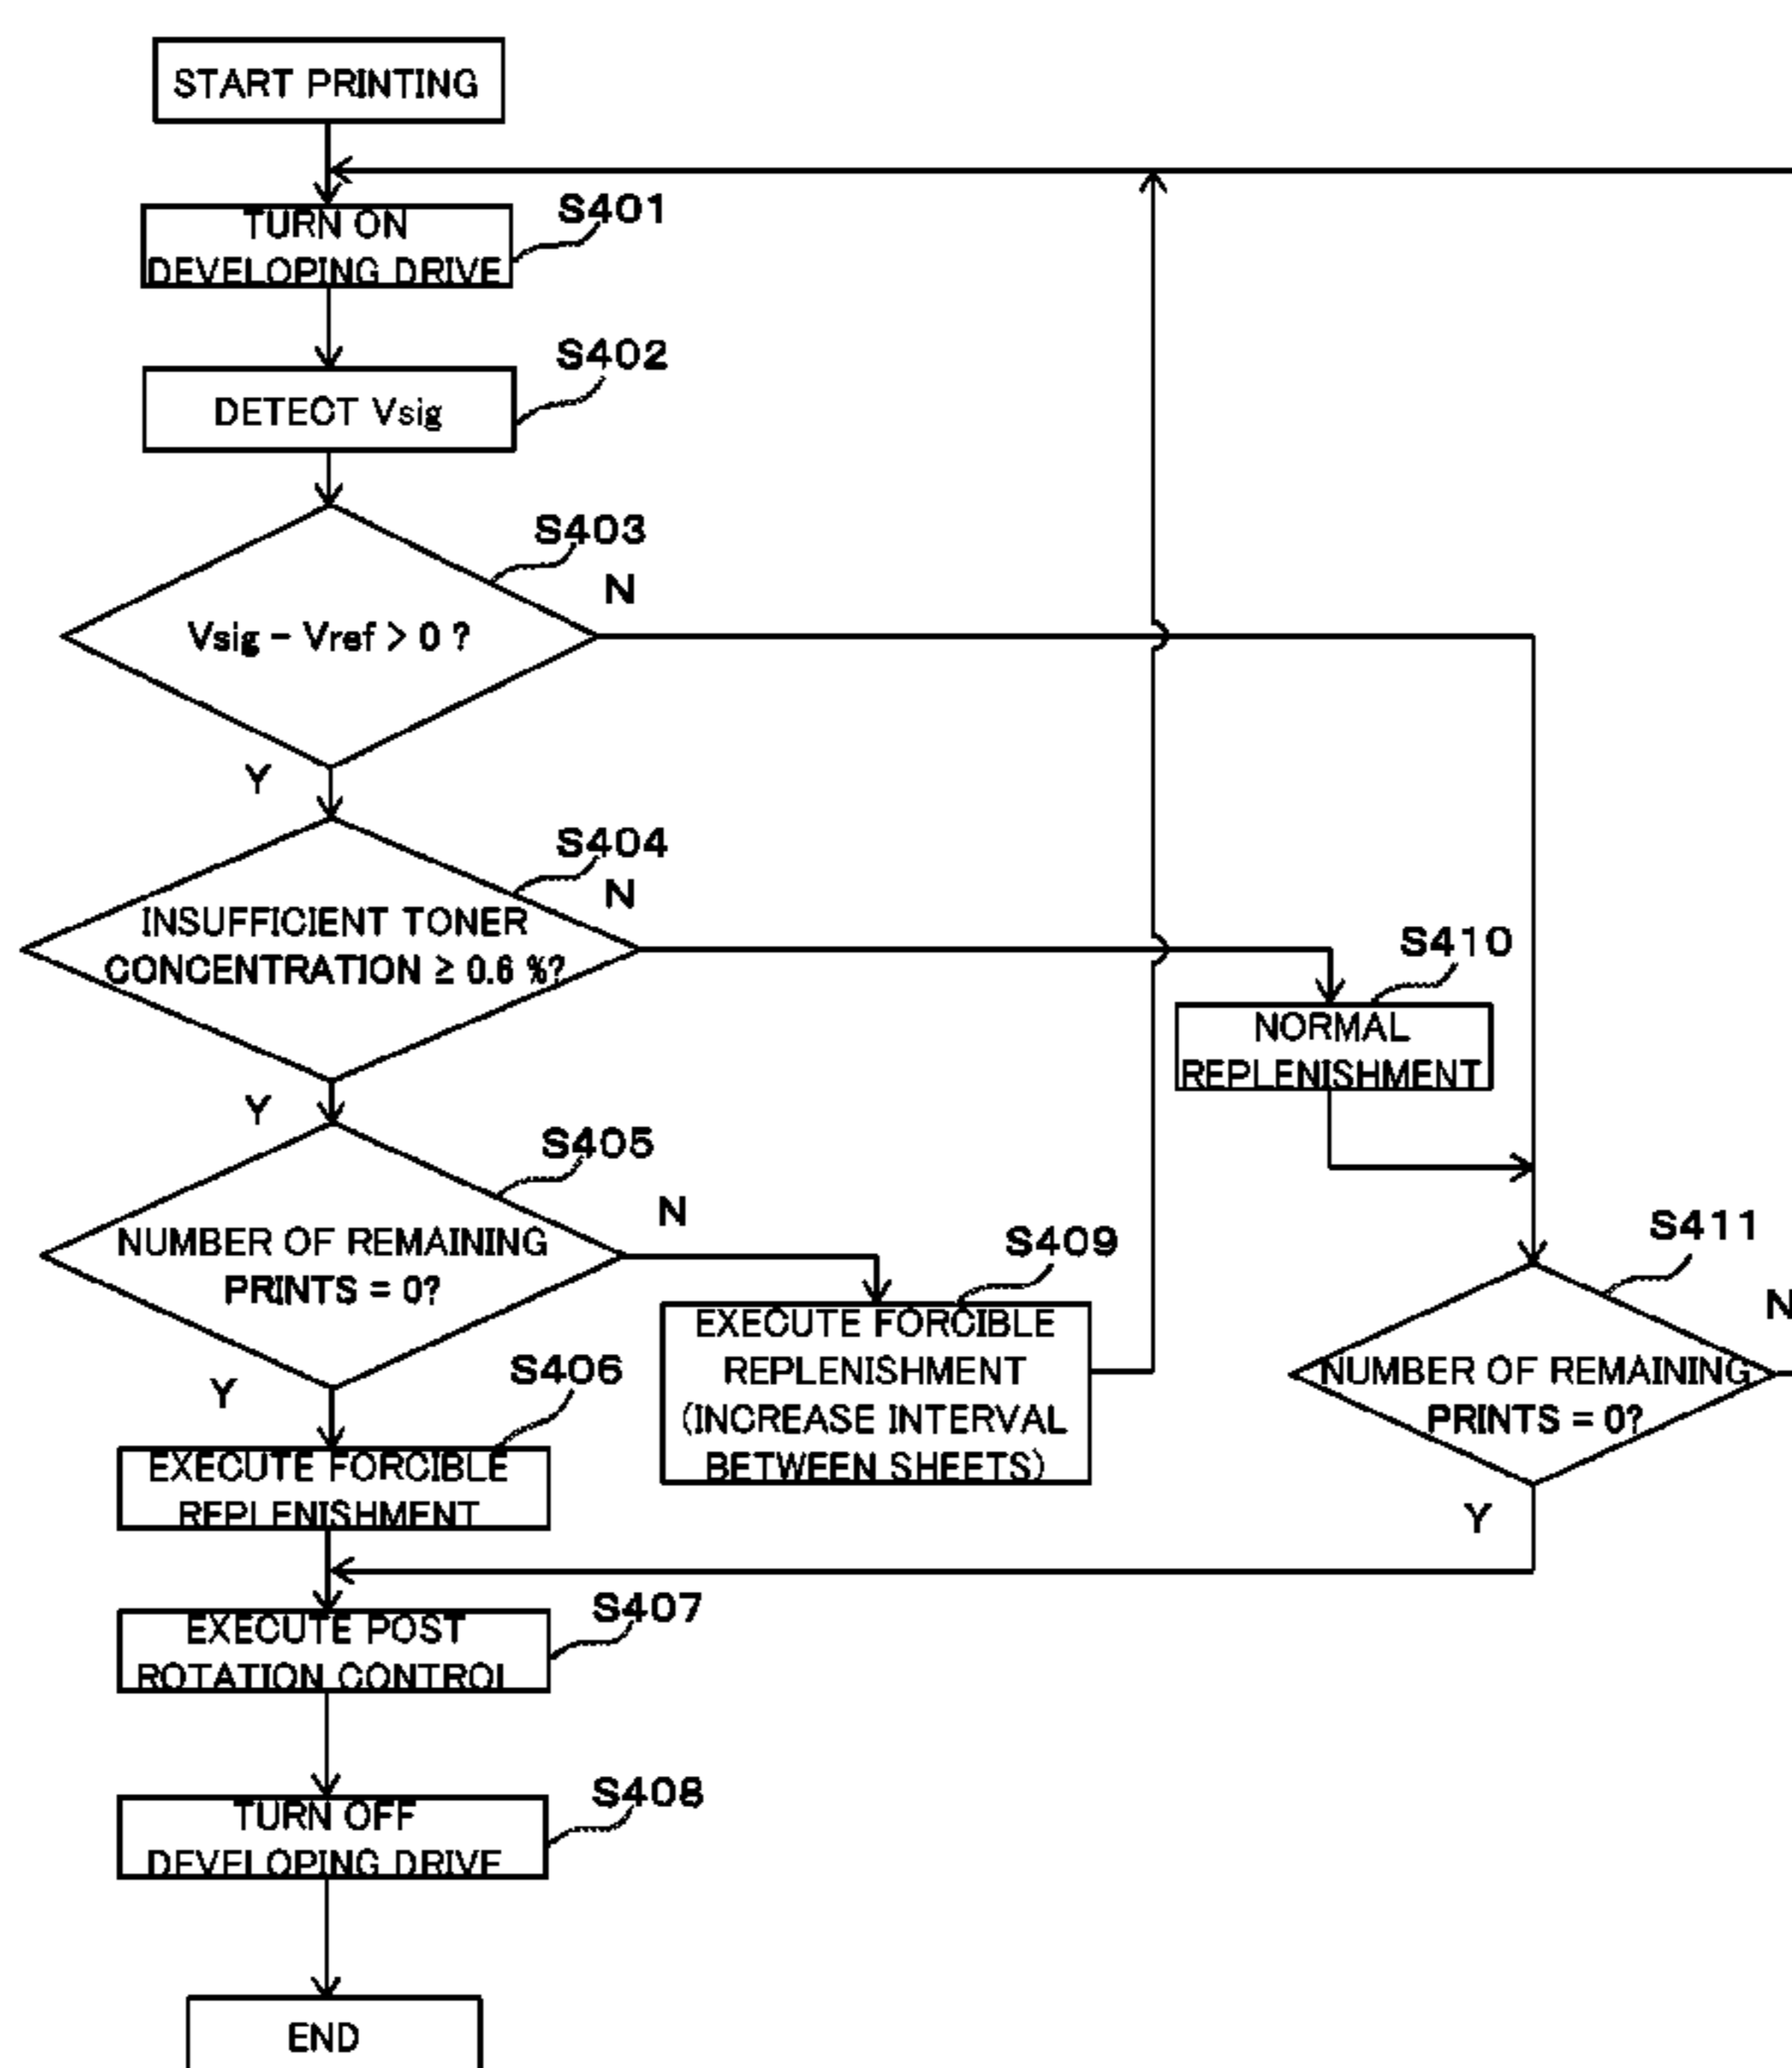 START PRINTING
S401
TURN ON
DEVELOPING DRIVE
S402
DETECT Vsig
S403
N
Vsig - Vref > 0 ?
Y
S404
N
INSUFFICIENT TONER
CONCENTRATION ≥ 0.6 %?
Y
S410
NORMAL
REPLENISHMENT
S405
N
NUMBER OF REMAINING
PRINTS = 0?
Y
S409
EXECUTE FORCIBLE
REPLENISHMENT
(INCREASE INTERVAL
BETWEEN SHEETS)
S411
N
NUMBER OF REMAINING
PRINTS = 0?
Y
S406
EXECUTE FORCIBLE
REPLENISHMENT
S407
EXECUTE POST
ROTATION CONTROL
S408
TURN OFF
DEVELOPING DRIVE
END